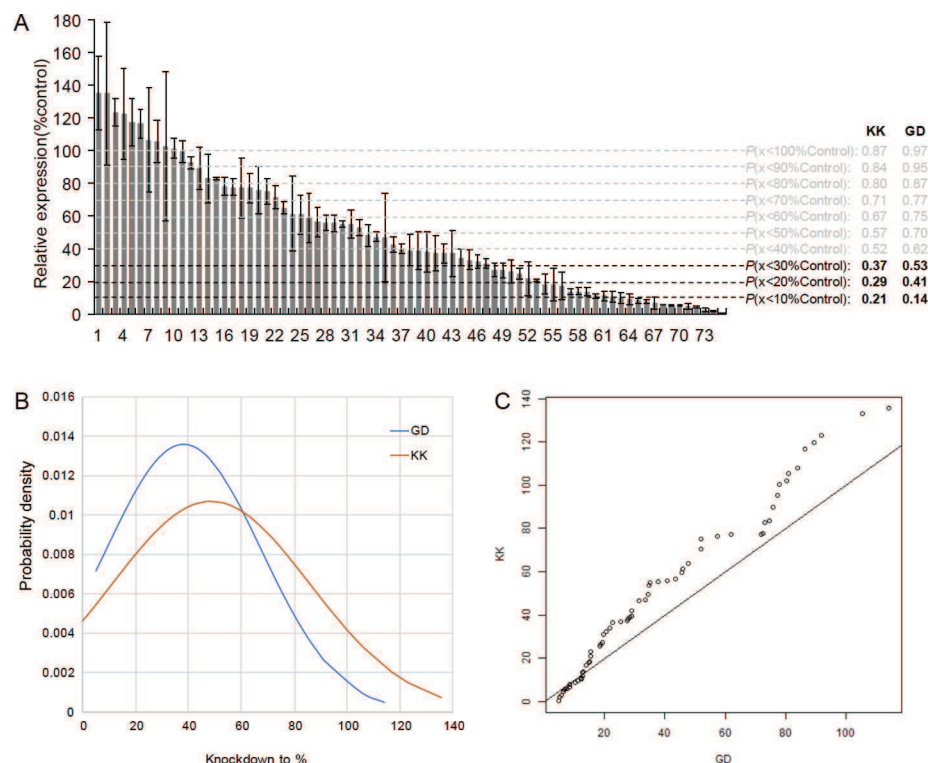 A
Relative expression(%control)
180
160
140
120
100
80
60
40
20
0
KK GD
P(x<100%Control): 0.87 0.97
P(x<90%Control): 0.84 0.95
P(x<80%Control): 0.80 0.87
P(x<70%Control): 0.71 0.77
P(x<60%Control): 0.67 0.75
P(x<50%Control): 0.57 0.70
P(x<40%Control): 0.52 0.62
P(x<30%Control): 0.37 0.53
P(x<20%Control): 0.29 0.41
P(x<10%Control): 0.21 0.14
1 4 7 10 13 16 19 22 25 28 31 34 37 40 43 46 49 52 55 58 61 64 67 70 73
B
Probability density
0.016
0.014
0.012
0.01
0.008
0.006
0.004
0.002
0
GD
KK
0 20 40 60 80 100 120 140
Knockdown to %
C
KK
140
120
100
80
60
40
20
0
20 40 60 80 100
GD